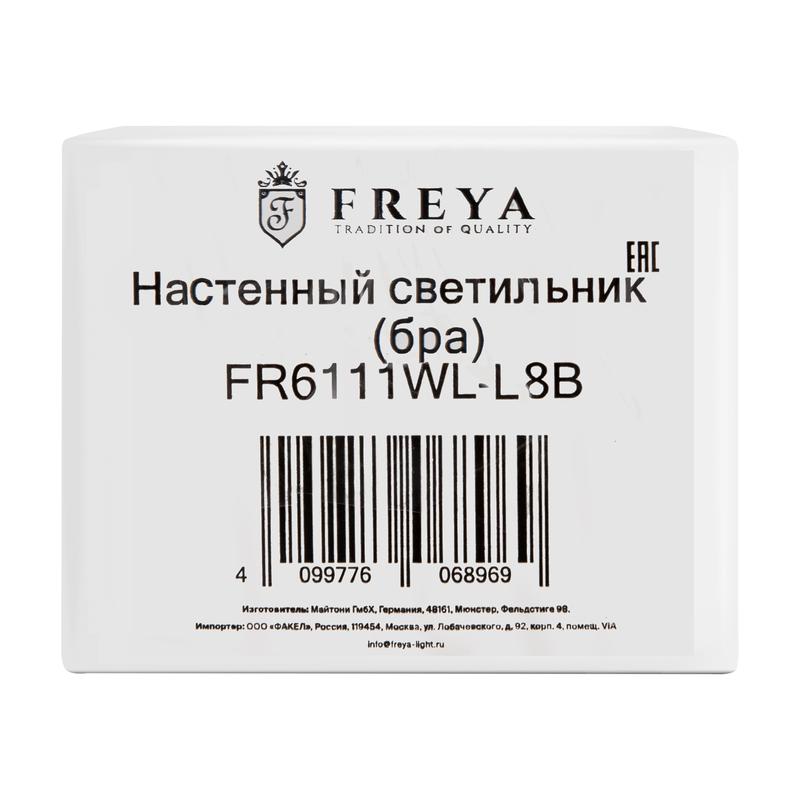 F
FREYA
TRADITION OF QUALITY
EAC
Настенный светильник
(бра)
FR6111WL-L8B
4 099776 068969
Изготовитель: Майтони ГмбХ, Германия, 48161, Мюнстер, Фельдстиге 98.
Импортер: ООО «ФАКЕЛ», Россия, 119454, Москва, ул. Лобачевского, д, 92, корп. 4, помещ. VIA
info@freya-light.ru